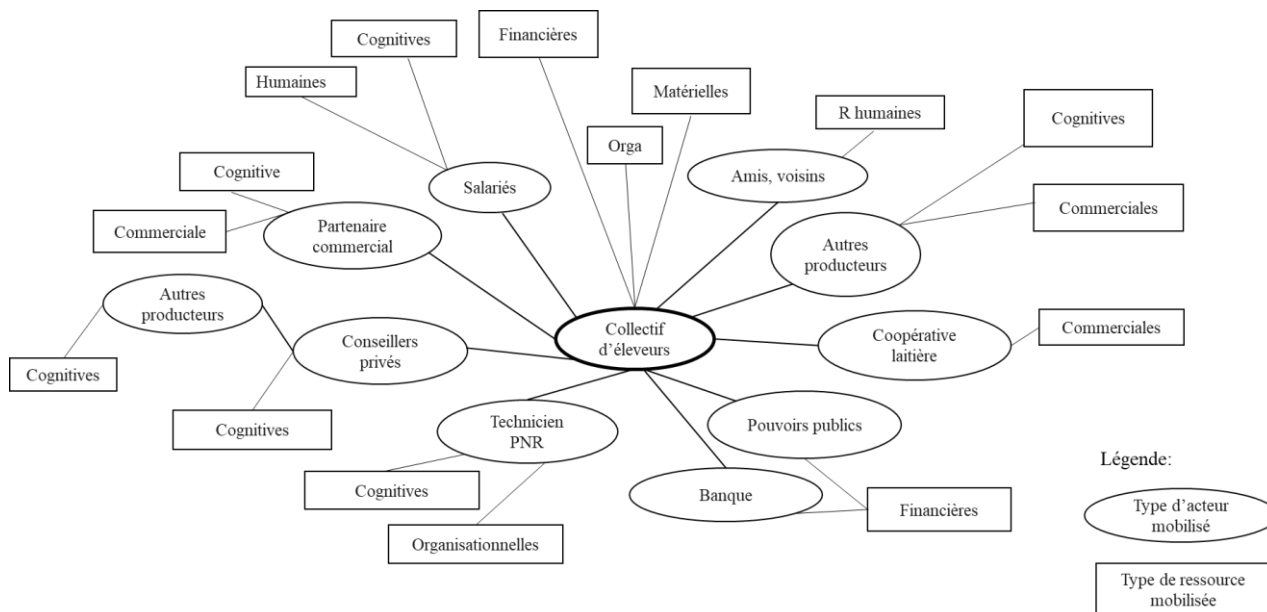 Cognitives
Financières
Humaines
Matérielles
R humaines
Cognitives
Orga
Cognitive
Salariés
Amis, voisins
Commerciale
Partenaire
commercial
Commerciales
Autres
producteurs
Autres
producteurs
Collectif
d’éleveurs
Coopérative
laitière
Commerciales
Conseillers
privés
Cognitives
Cognitives
Technicien
PNR
Pouvoirs publics
Légende:
Cognitives
Banque
Financières
Type d’acteur
mobilisé
Organisationnelles
Type de ressource
mobilisée